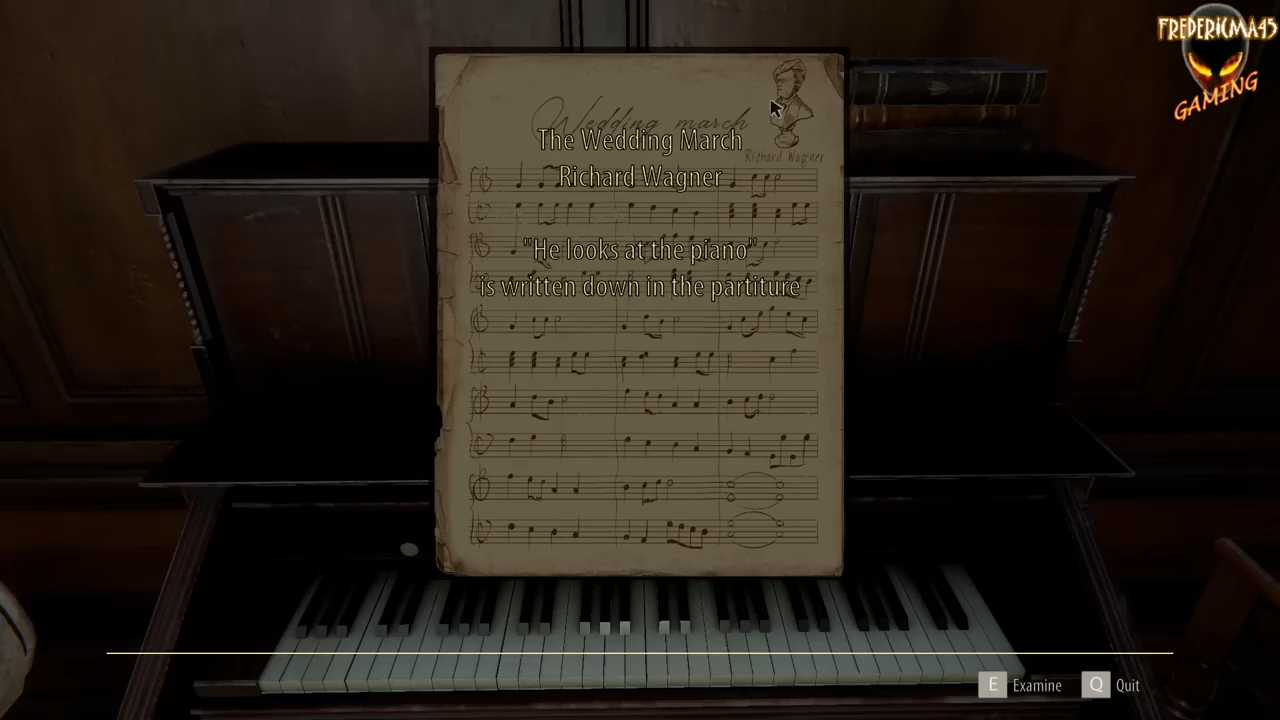 FREDERICMA45
GAMING
Wedding march
The Wedding March
Richard Wagner
Richard Wagner
"He looks at the piano"
is written down in the partiture
E Examine Q Quit